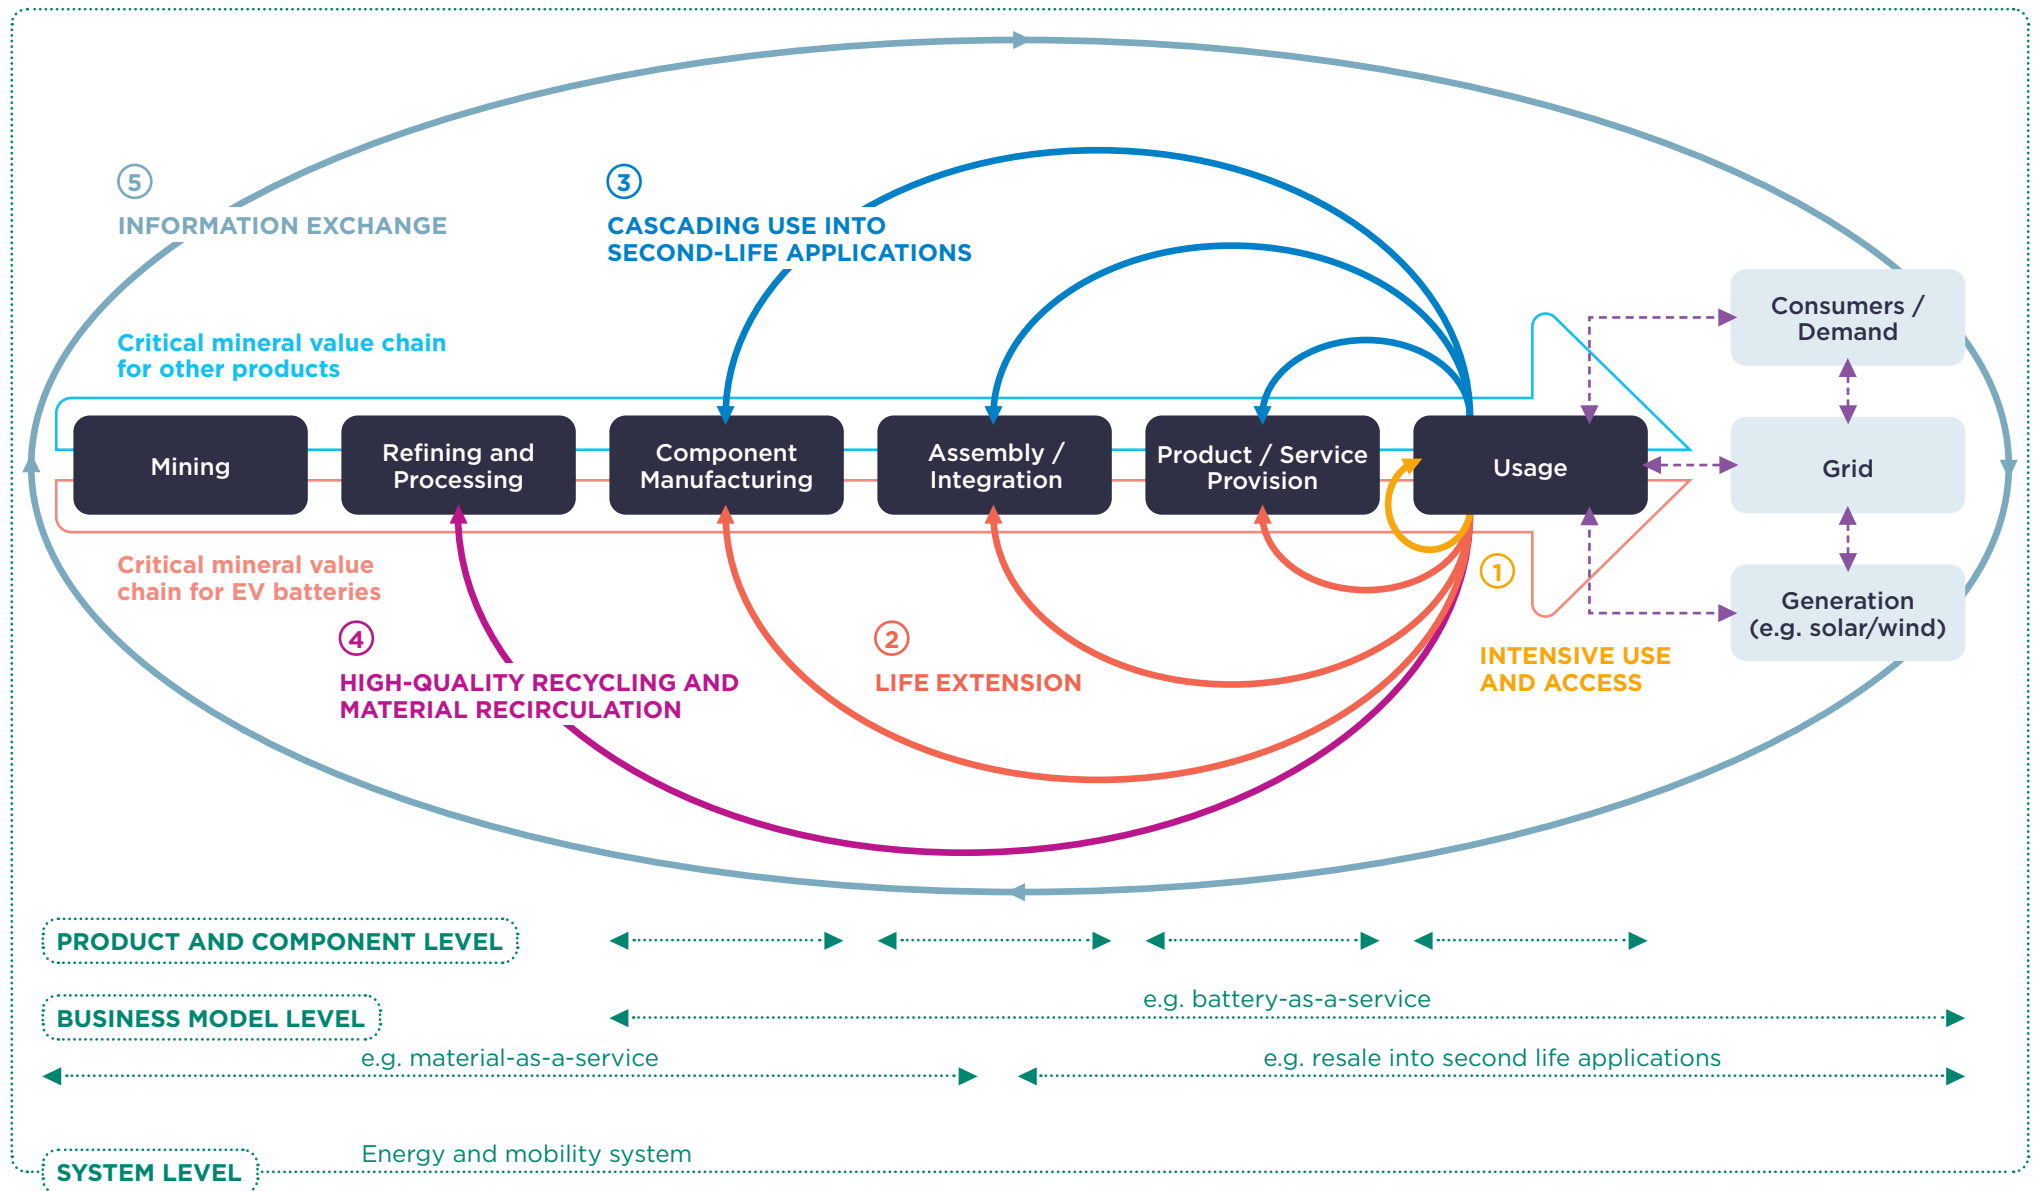 5
INFORMATION EXCHANGE
3
CASCADING USE INTO
SECOND-LIFE APPLICATIONS
Critical mineral value chain
for other products
Consumers /
Demand
Mining
Refining and
Processing
Component
Manufacturing
Assembly /
Integration
Product / Service
Provision
Usage
Grid
Critical mineral value
chain for EV batteries
1
INTENSIVE USE
AND ACCESS
Generation
(e.g. solar/wind)
4
HIGH-QUALITY RECYCLING AND
MATERIAL RECIRCULATION
2
LIFE EXTENSION
PRODUCT AND COMPONENT LEVEL
BUSINESS MODEL LEVEL
e.g. battery-as-a-service
e.g. material-as-a-service
e.g. resale into second life applications
SYSTEM LEVEL
Energy and mobility system